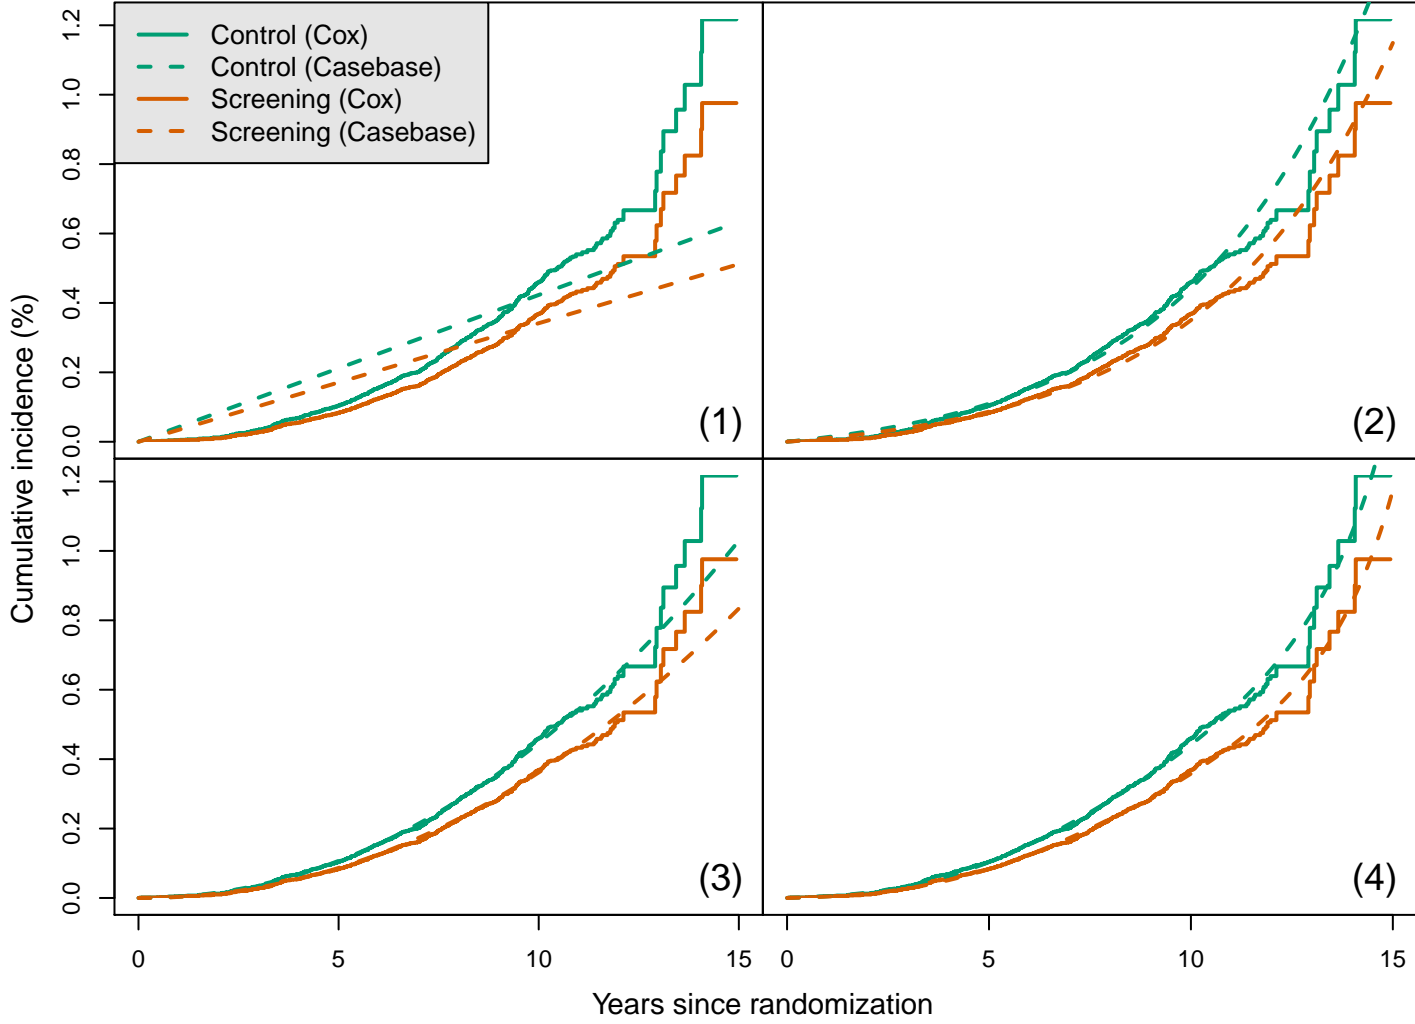 Control (Cox)
Control (Casebase)
Screening (Cox)
Screening (Casebase)
1.2
1.0
0.8
0.6
0.4
0.2
0.0
(1)
(2)
1.2
1.0
0.8
0.6
0.4
0.2
0.0
(3)
(4)
Cumulative incidence (%)
0 5 10 15
0 5 10 15
Years since randomization